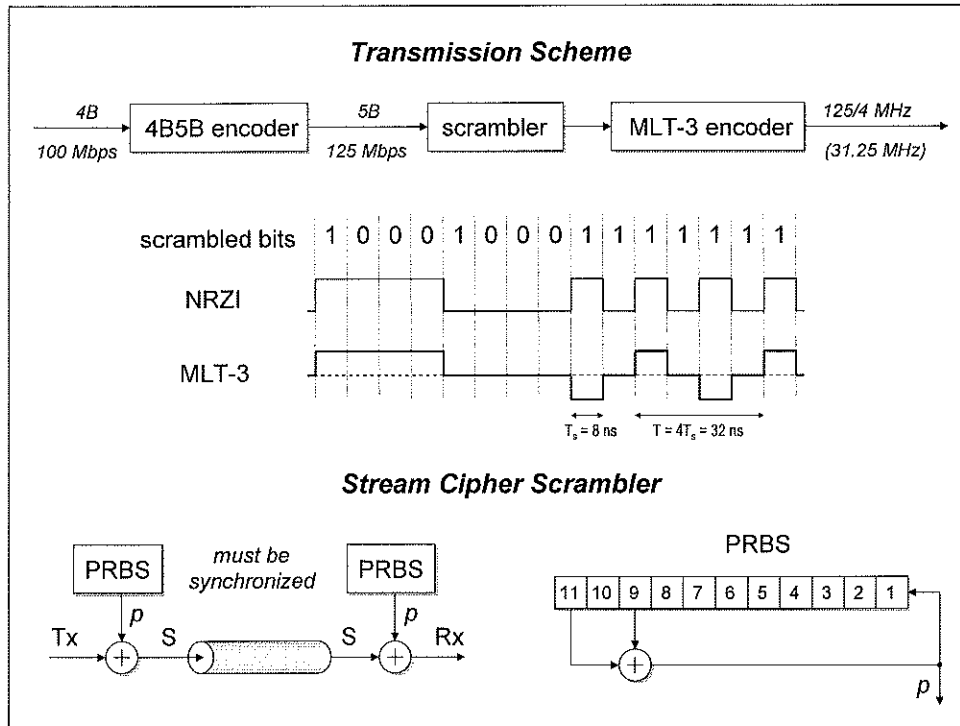 Transmission Scheme
4B
100 Mbps
4B5B encoder
5B
125 Mbps
scrambler
MLT-3 encoder
125/4 MHz
(31.25 MHz)
scrambled bits 1 0 0 0 1 0 0 0 1 1 1 1 1 1 1
NRZI
MLT-3
Ts = 8 ns
T = 4Ts = 32 ns
Stream Cipher Scrambler
PRBS
must be
synchronized
PRBS
PRBS
11 10 9 8 7 6 5 4 3 2 1
p
p
Tx
S
S
Rx
+
+
+
p